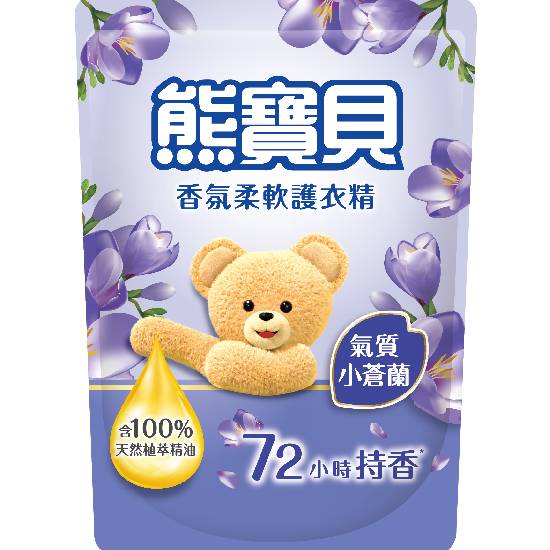 熊寶貝
香氛柔軟護衣精
氣質
小蒼蘭
含100%
天然植萃精油
72小時持香*